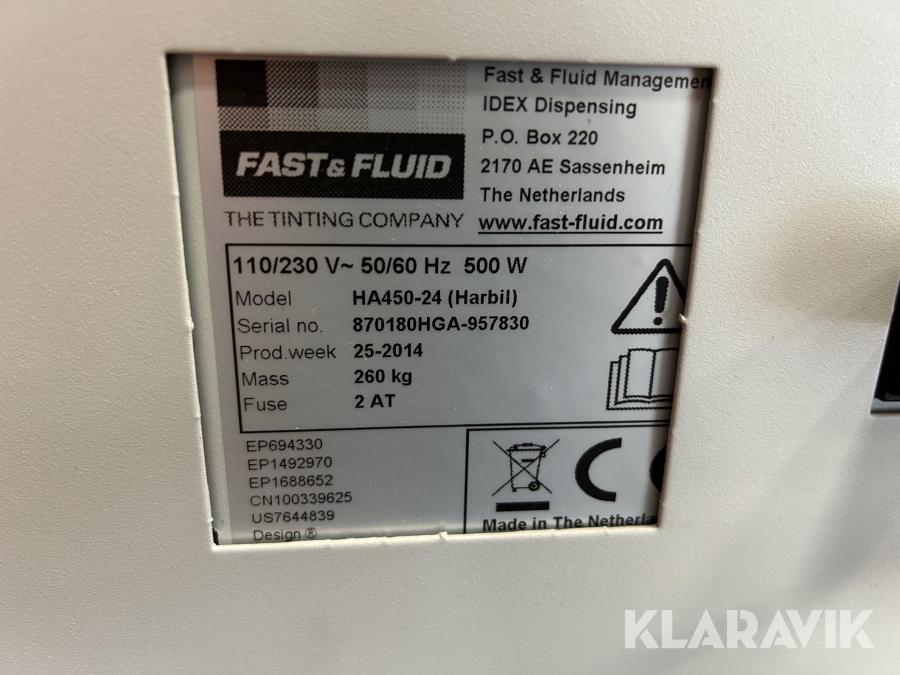 Fast & Fluid Managemen
IDEX Dispensing
P.O. Box 220
2170 AE Sassenheim
The Netherlands
www.fast-fluid.com
FAST & FLUID
THE TINTING COMPANY
110/230 V~ 50/60 Hz 500 W
Model HA450-24 (Harbil)
Serial no. 870180HGA-957830
Prod.week 25-2014
Mass 260 kg
Fuse 2 AT
EP694330
EP1492970
EP1688652
CN100339625
US7644839
Design ®
CE
Made in The Netherla
KLARAVIK